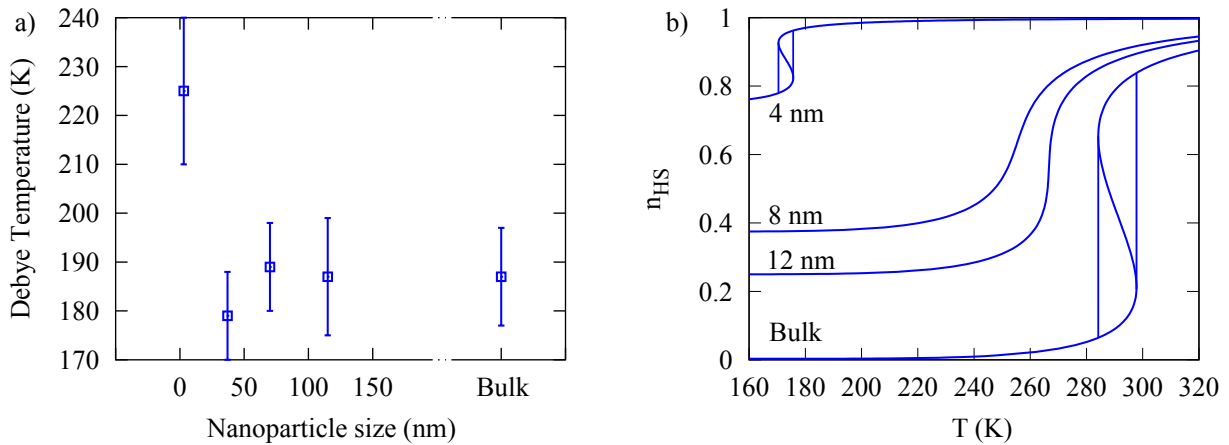 a)
Debye Temperature (K)
240
230
220
210
200
190
180
170
0 50 100 150 Bulk
Nanoparticle size (nm)
b)
n_HS
1
0.8
0.6
0.4
0.2
0
4 nm
8 nm
12 nm
Bulk
160 180 200 220 240 260 280 300 320
T (K)